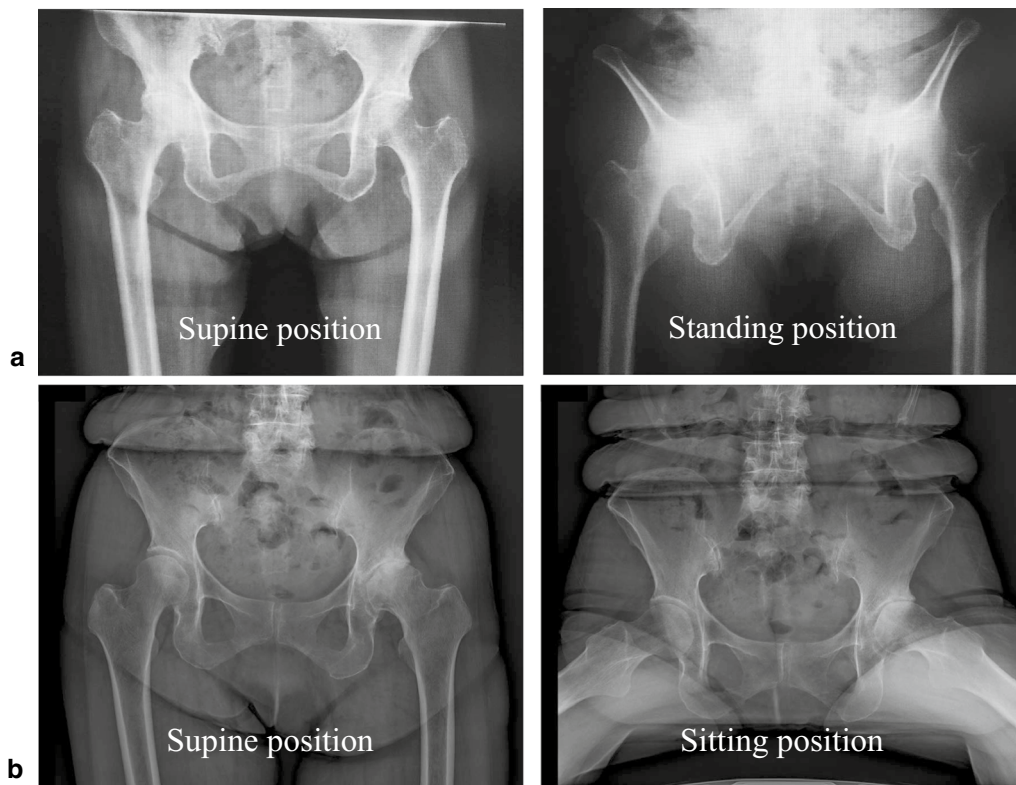 Supine position
Standing position
a
Supine position
Sitting position
b